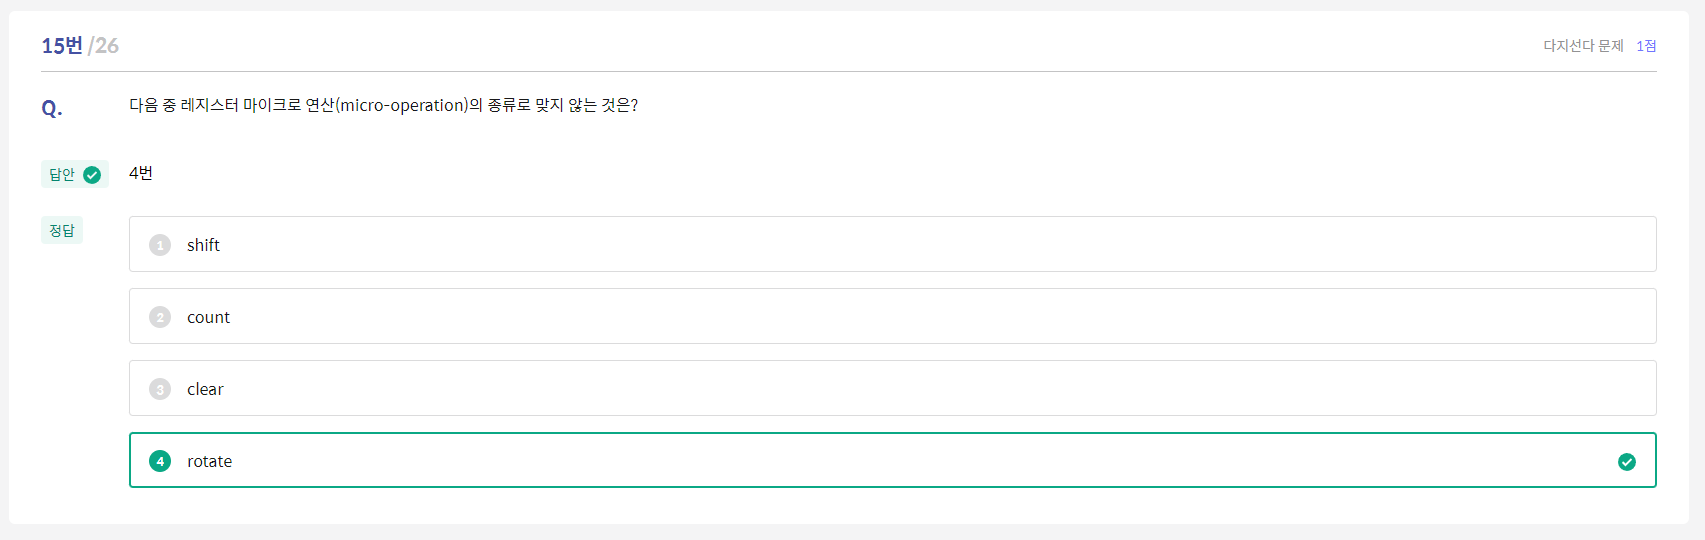 15번 /26
다지선다 문제 1점
Q. 다음 중 레지스터 마이크로 연산(micro-operation)의 종류로 맞지 않는 것은?
답안 4번
정답
1 shift
2 count
3 clear
4 rotate